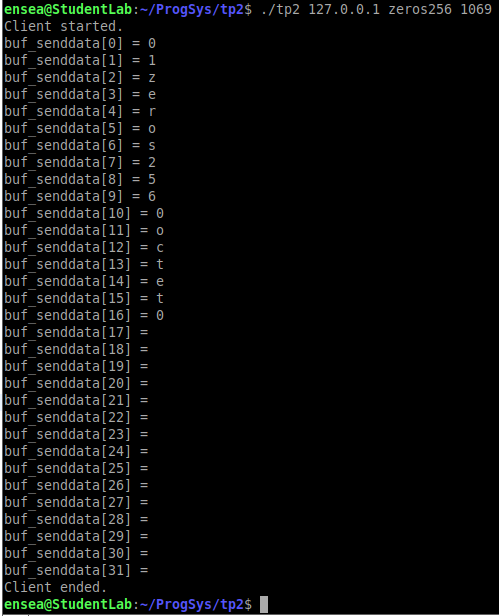 ensea@StudentLab:~/ProgSys/tp2$ ./tp2 127.0.0.1 zeros256 1069
Client started.
buf_senddata[0] = 0
buf_senddata[1] = 1
buf_senddata[2] = z
buf_senddata[3] = e
buf_senddata[4] = r
buf_senddata[5] = o
buf_senddata[6] = s
buf_senddata[7] = 2
buf_senddata[8] = 5
buf_senddata[9] = 6
buf_senddata[10] = 0
buf_senddata[11] = o
buf_senddata[12] = c
buf_senddata[13] = t
buf_senddata[14] = e
buf_senddata[15] = t
buf_senddata[16] = 0
buf_senddata[17] =
buf_senddata[18] =
buf_senddata[19] =
buf_senddata[20] =
buf_senddata[21] =
buf_senddata[22] =
buf_senddata[23] =
buf_senddata[24] =
buf_senddata[25] =
buf_senddata[26] =
buf_senddata[27] =
buf_senddata[28] =
buf_senddata[29] =
buf_senddata[30] =
buf_senddata[31] =
Client ended.
ensea@StudentLab:~/ProgSys/tp2$